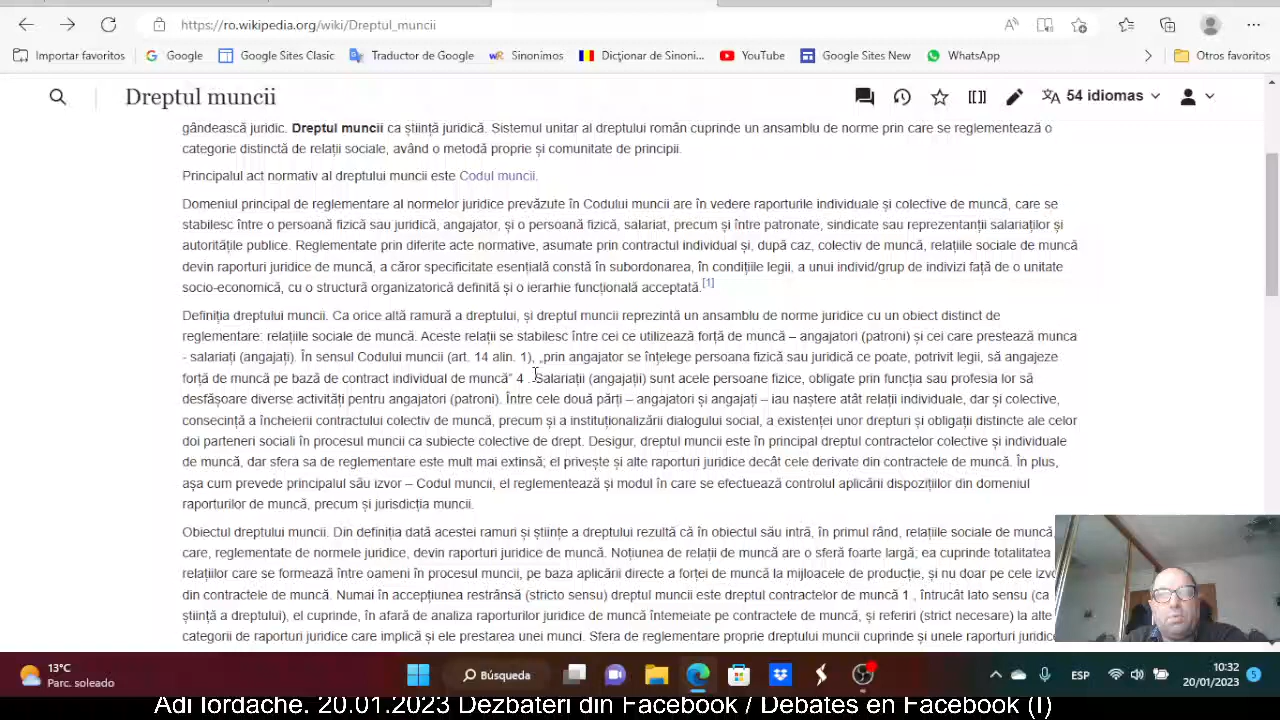 https://ro.wikipedia.org/wiki/Dreptul_muncii
Importar favoritos
Google
Google Sites Clasic
Traductor de Google
Sinonimos
Dicționar de Sinoni...
YouTube
Google Sites New
WhatsApp
Otros favoritos
Dreptul muncii
54 idiomas
gândească juridic. Dreptul muncii ca știință juridică. Sistemul unitar al dreptului român cuprinde un ansamblu de norme prin care se reglementează o
categorie distinctă de relații sociale, având o metodă proprie și comunitate de principii.
Principalul act normativ al dreptului muncii este Codul muncii.
Domeniul principal de reglementare al normelor juridice prevăzute în Codului muncii are în vedere raporturile individuale și colective de muncă, care se
stabilesc între o persoană fizică sau juridică, angajator, și o persoană fizică, salariat, precum și între patronate, sindicate sau reprezentanții salariaților și
autoritățile publice. Reglementate prin diferite acte normative, asumate prin contractul individual și, după caz, colectiv de muncă, relațiile sociale de muncă
devin raporturi juridice de muncă, a căror specificitate esențială constă în subordonarea, în condițiile legii, a unui individ/grup de indivizi față de o unitate
socio-economică, cu o structură organizatorică definită și o ierarhie funcțională acceptată.[1]
Definiția dreptului muncii. Ca orice altă ramură a dreptului, și dreptul muncii reprezintă un ansamblu de norme juridice cu un obiect distinct de
reglementare: relațiile sociale de muncă. Aceste relații se stabilesc între cei ce utilizează forță de muncă – angajatori (patroni) și cei care prestează munca
- salariați (angajați). În sensul Codului muncii (art. 14 alin. 1), „prin angajator se înțelege persoana fizică sau juridică ce poate, potrivit legii, să angajeze
forță de muncă pe bază de contract individual de muncă” 4 . Salariații (angajații) sunt acele persoane fizice, obligate prin funcția sau profesia lor să
desfășoare diverse activități pentru angajatori (patroni). Între cele două părți – angajatori și angajați – iau naștere atât relații individuale, dar și colective,
consecință a încheierii contractului colectiv de muncă, precum și a instituționalizării dialogului social, a existenței unor drepturi și obligații distincte ale celor
doi parteneri sociali în procesul muncii ca subiecte colective de drept. Desigur, dreptul muncii este în principal dreptul contractelor colective și individuale
de muncă, dar sfera sa de reglementare este mult mai extinsă; el privește și alte raporturi juridice decât cele derivate din contractele de muncă. În plus,
așa cum prevede principalul său izvor – Codul muncii, el reglementează și modul în care se efectuează controlul aplicării dispozițiilor din domeniul
raporturilor de muncă, precum și jurisdicția muncii.
Obiectul dreptului muncii. Din definiția dată acestei ramuri și științe a dreptului rezultă că în obiectul său intră, în primul rând, relațiile sociale de muncă,
care, reglementate de normele juridice, devin raporturi juridice de muncă. Noțiunea de relații de muncă are o sferă foarte largă; ea cuprinde totalitatea
relațiilor care se formează între oameni în procesul muncii, pe baza aplicării directe a forței de muncă la mijloacele de producție, și nu doar pe cele izvo
din contractele de muncă. Numai în accepțiunea restrânsă (stricto sensu) dreptul muncii este dreptul contractelor de muncă 1 , întrucât lato sensu (ca
știință a dreptului), el cuprinde, în afară de analiza raporturilor juridice de muncă întemeiate pe contractele de muncă, și referiri (strict necesare) la alte
categorii de raporturi juridice care implică și ele prestarea unei munci. Sfera de reglementare proprie dreptului muncii cuprinde și unele raporturi juridice
13°C
Parc. soleado
Búsqueda
ESP
10:32
20/01/2023
5
Adi Iordache. 20.01.2023 Dezbateri din Facebook / Debates en Facebook (I)